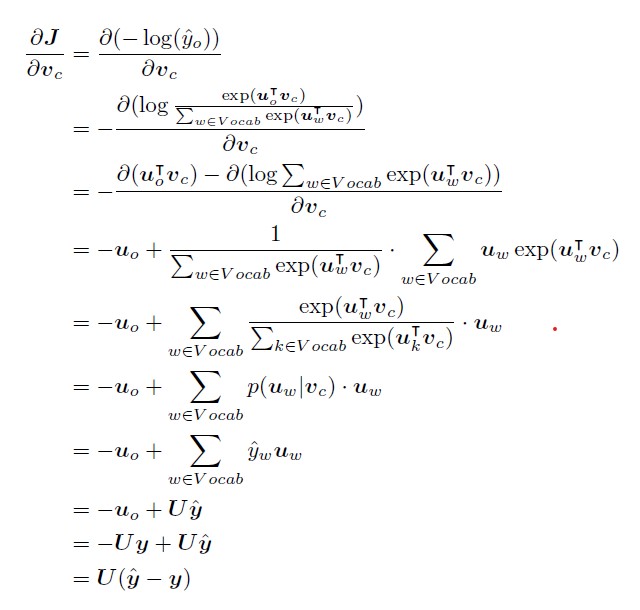 ∂J/∂v_c = ∂(− log(ŷ_o))/∂v_c
= − ∂(log exp(u_o^⊤ v_c)/∑_{w∈Vocab} exp(u_w^⊤ v_c))/∂v_c
= − ∂(u_o^⊤ v_c) − ∂(log ∑_{w∈Vocab} exp(u_w^⊤ v_c))/∂v_c
= −u_o + 1/∑_{w∈Vocab} exp(u_w^⊤ v_c) · ∑_{w∈Vocab} u_w exp(u_w^⊤ v_c)
= −u_o + ∑_{w∈Vocab} exp(u_w^⊤ v_c)/∑_{k∈Vocab} exp(u_k^⊤ v_c) · u_w
= −u_o + ∑_{w∈Vocab} p(u_w|v_c) · u_w
= −u_o + ∑_{w∈Vocab} ŷ_w u_w
= −u_o + Uŷ
= −Uy + Uŷ
= U(ŷ − y)